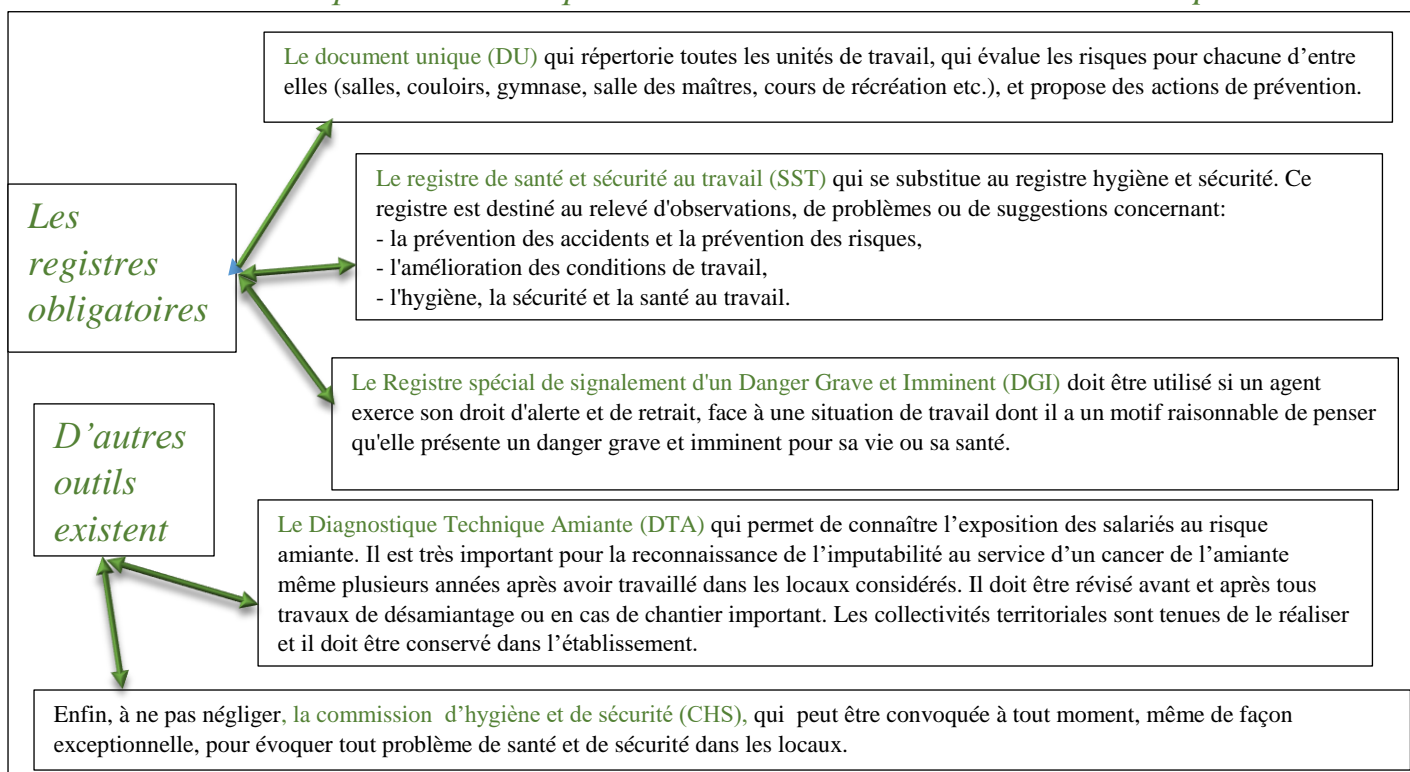 Le document unique (DU) qui répertorie toutes les unités de travail, qui évalue les risques pour chacune d’entre
elles (salles, couloirs, gymnase, salle des maîtres, cours de récréation etc.), et propose des actions de prévention.
Les
registres
obligatoires
Le registre de santé et sécurité au travail (SST) qui se substitue au registre hygiène et sécurité. Ce
registre est destiné au relevé d'observations, de problèmes ou de suggestions concernant:
- la prévention des accidents et la prévention des risques,
- l'amélioration des conditions de travail,
- l'hygiène, la sécurité et la santé au travail.
Le Registre spécial de signalement d'un Danger Grave et Imminent (DGI) doit être utilisé si un agent
exerce son droit d'alerte et de retrait, face à une situation de travail dont il a un motif raisonnable de penser
qu'elle présente un danger grave et imminent pour sa vie ou sa santé.
D’autres
outils
existent
Le Diagnostique Technique Amiante (DTA) qui permet de connaître l’exposition des salariés au risque
amiante. Il est très important pour la reconnaissance de l’imputabilité au service d’un cancer de l’amiante
même plusieurs années après avoir travaillé dans les locaux considérés. Il doit être révisé avant et après tous
travaux de désamiantage ou en cas de chantier important. Les collectivités territoriales sont tenues de le réaliser
et il doit être conservé dans l’établissement.
Enfin, à ne pas négliger, la commission d’hygiène et de sécurité (CHS), qui peut être convoquée à tout moment, même de façon
exceptionnelle, pour évoquer tout problème de santé et de sécurité dans les locaux.